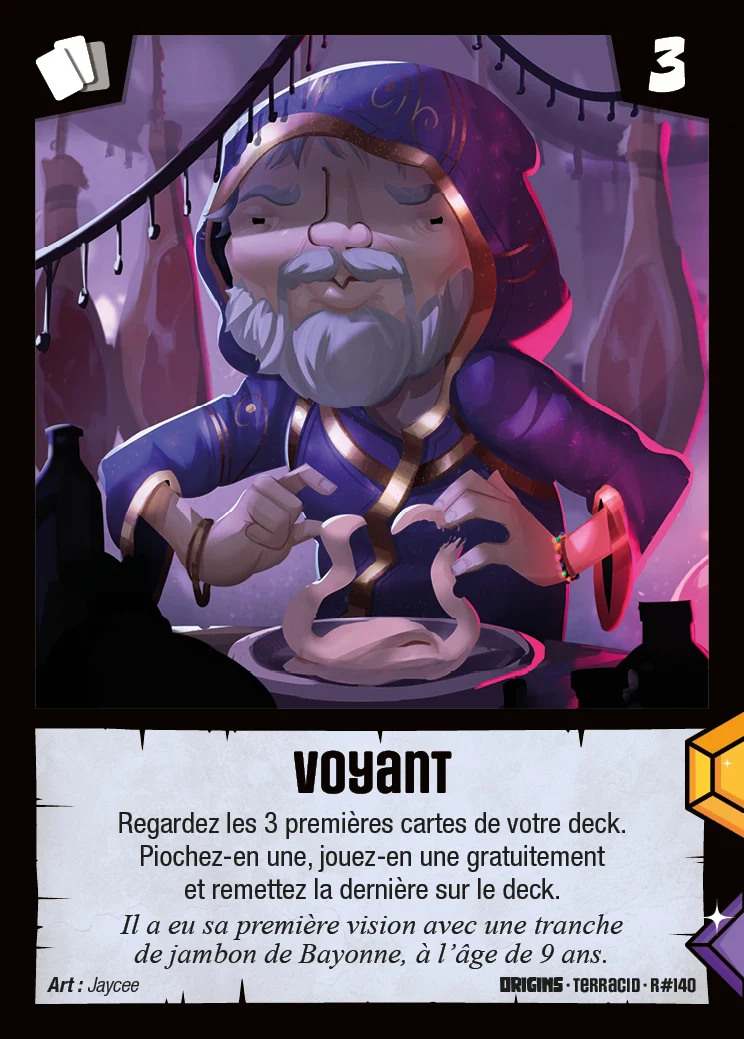 3
Voyant
Regardez les 3 premières cartes de votre deck.
Piochez-en une, jouez-en une gratuitement
et remettez la dernière sur le deck.
Il a eu sa première vision avec une tranche
de jambon de Bayonne, à l'âge de 9 ans.
Art : Jaycee
ORIGINS · TERRACID · R#140